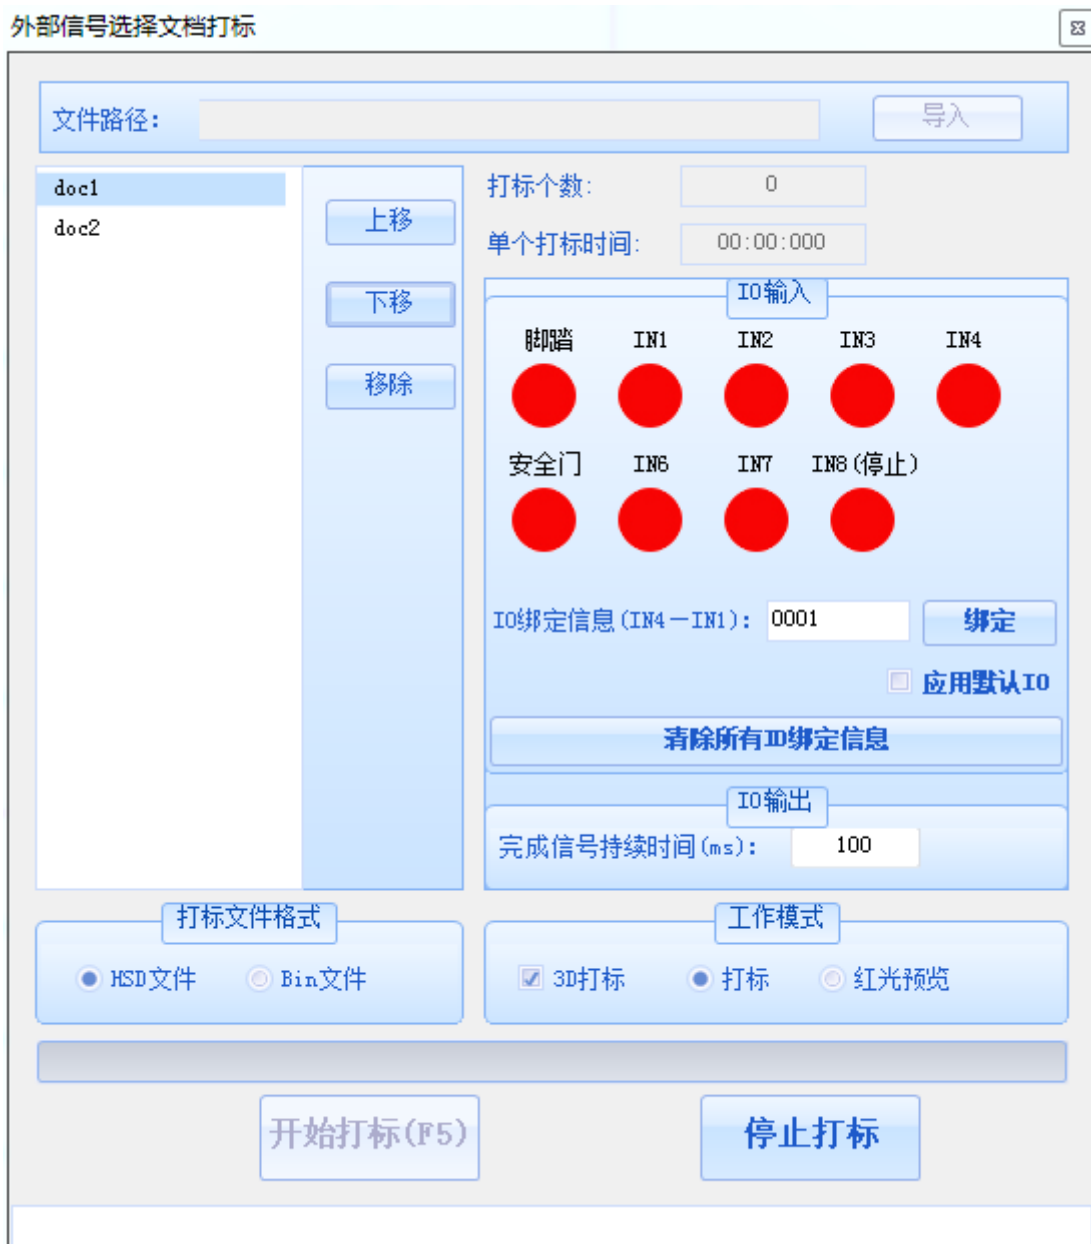 外部信号选择文档打标
文件路径：
导入
doc1
doc2
上移
下移
移除
打标个数: 0
单个打标时间: 00:00:000
IO输入
脚踏 IN1 IN2 IN3 IN4
安全门 IN6 IN7 IN8(停止)
IO绑定信息(IN4－IN1): 0001 绑定
应用默认IO
清除所有IO绑定信息
IO输出
完成信号持续时间(ms): 100
打标文件格式
HSD文件 Bin文件
工作模式
3D打标 打标 红光预览
开始打标(F5)
停止打标